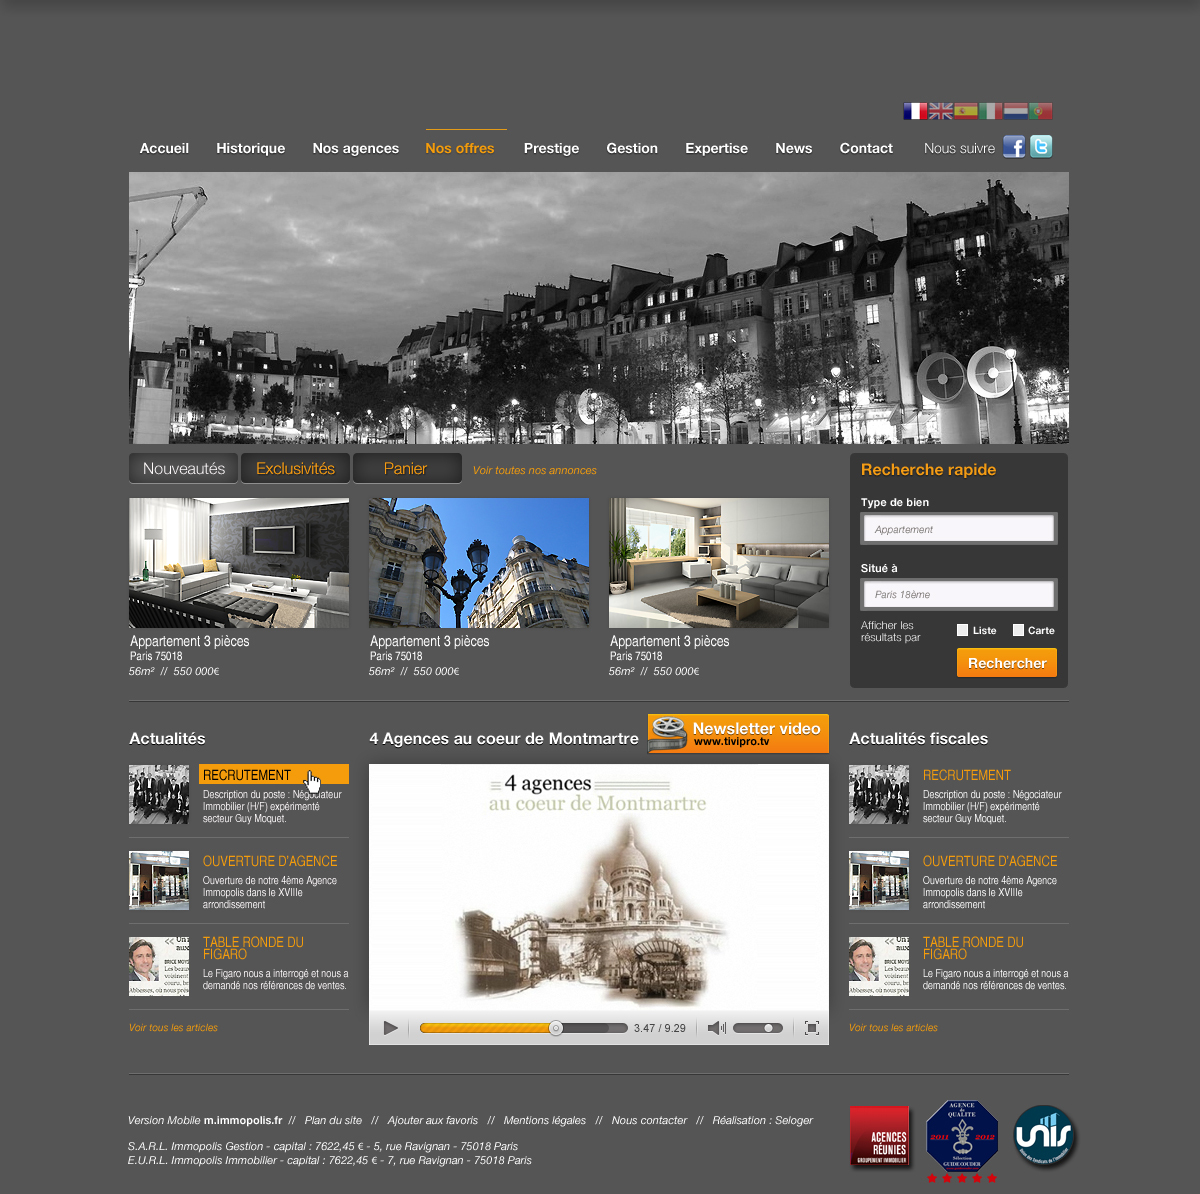 Accueil Historique Nos agences Nos offres Prestige Gestion Expertise News Contact Nous suivre
Nouveautés Exclusivités Panier Voir toutes nos annonces
Appartement 3 pièces
Paris 75018
56m² // 550 000€
Appartement 3 pièces
Paris 75018
56m² // 550 000€
Appartement 3 pièces
Paris 75018
56m² // 550 000€
Recherche rapide
Type de bien
Appartement
Situé à
Paris 18ème
Afficher les
résultats par
Liste Carte
Rechercher
Actualités
RECRUTEMENT
Description du poste : Négociateur
Immobilier (H/F) expérimenté
secteur Guy Moquet.
OUVERTURE D'AGENCE
Ouverture de notre 4ème Agence
Immopolis dans le XVIIIe
arrondissement
TABLE RONDE DU
FIGARO
Le Figaro nous a interrogé et nous a
demandé nos références de ventes.
Voir tous les articles
4 Agences au coeur de Montmartre
Newsletter video
www.tivipro.tv
4 agences
au coeur de Montmartre
3.47 / 9.29
Actualités fiscales
RECRUTEMENT
Description du poste : Négociateur
Immobilier (H/F) expérimenté
secteur Guy Moquet.
OUVERTURE D'AGENCE
Ouverture de notre 4ème Agence
Immopolis dans le XVIIIe
arrondissement
TABLE RONDE DU
FIGARO
Le Figaro nous a interrogé et nous a
demandé nos références de ventes.
Voir tous les articles
Version Mobile m.immopolis.fr // Plan du site // Ajouter aux favoris // Mentions légales // Nous contacter // Réalisation : Seloger
S.A.R.L. Immopolis Gestion - capital : 7622,45 € - 5, rue Ravignan - 75018 Paris
E.U.R.L. Immopolis Immobilier - capital : 7622,45 € - 7, rue Ravignan - 75018 Paris
AGENCES
RÉUNIES
GROUPEMENT IMMOBILIER
AGENCE
de
QUALITÉ
2011 2012
Sélection
GUIDE COUDER
unis